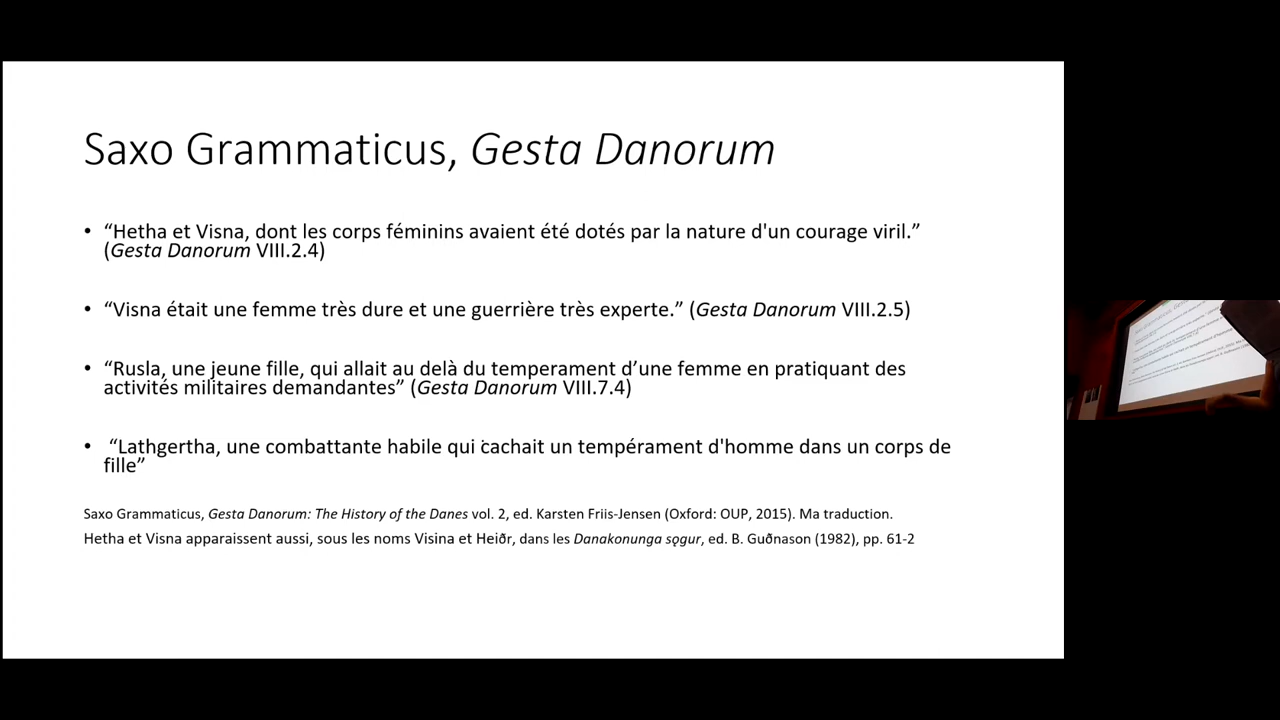 Saxo Grammaticus, Gesta Danorum
• “Hetha et Visna, dont les corps féminins avaient été dotés par la nature d'un courage viril.”
(Gesta Danorum VIII.2.4)
• “Visna était une femme très dure et une guerrière très experte.” (Gesta Danorum VIII.2.5)
• “Rusla, une jeune fille, qui allait au delà du temperament d’une femme en pratiquant des
activités militaires demandantes” (Gesta Danorum VIII.7.4)
• “Lathgertha, une combattante habile qui cachait un tempérament d'homme dans un corps de
fille”
Saxo Grammaticus, Gesta Danorum: The History of the Danes vol. 2, ed. Karsten Friis-Jensen (Oxford: OUP, 2015). Ma traduction.
Hetha et Visna apparaissent aussi, sous les noms Visina et Heiðr, dans les Danakonunga sǫgur, ed. B. Guðnason (1982), pp. 61-2